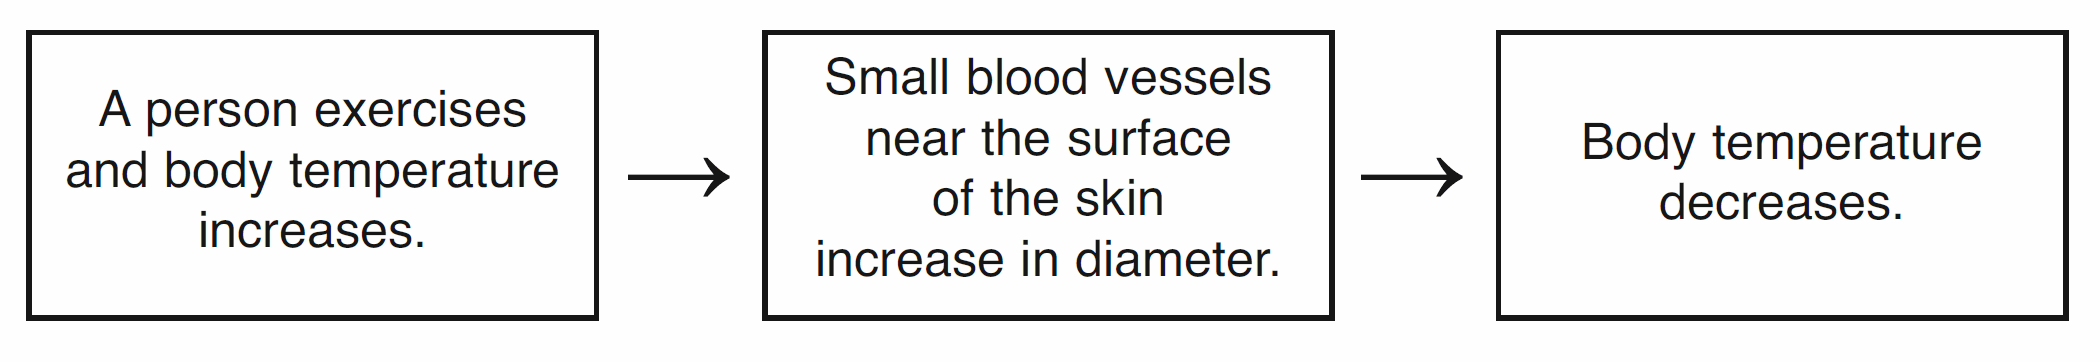 A person exercises
and body temperature
increases.
Small blood vessels
near the surface
of the skin
increase in diameter.
Body temperature
decreases.